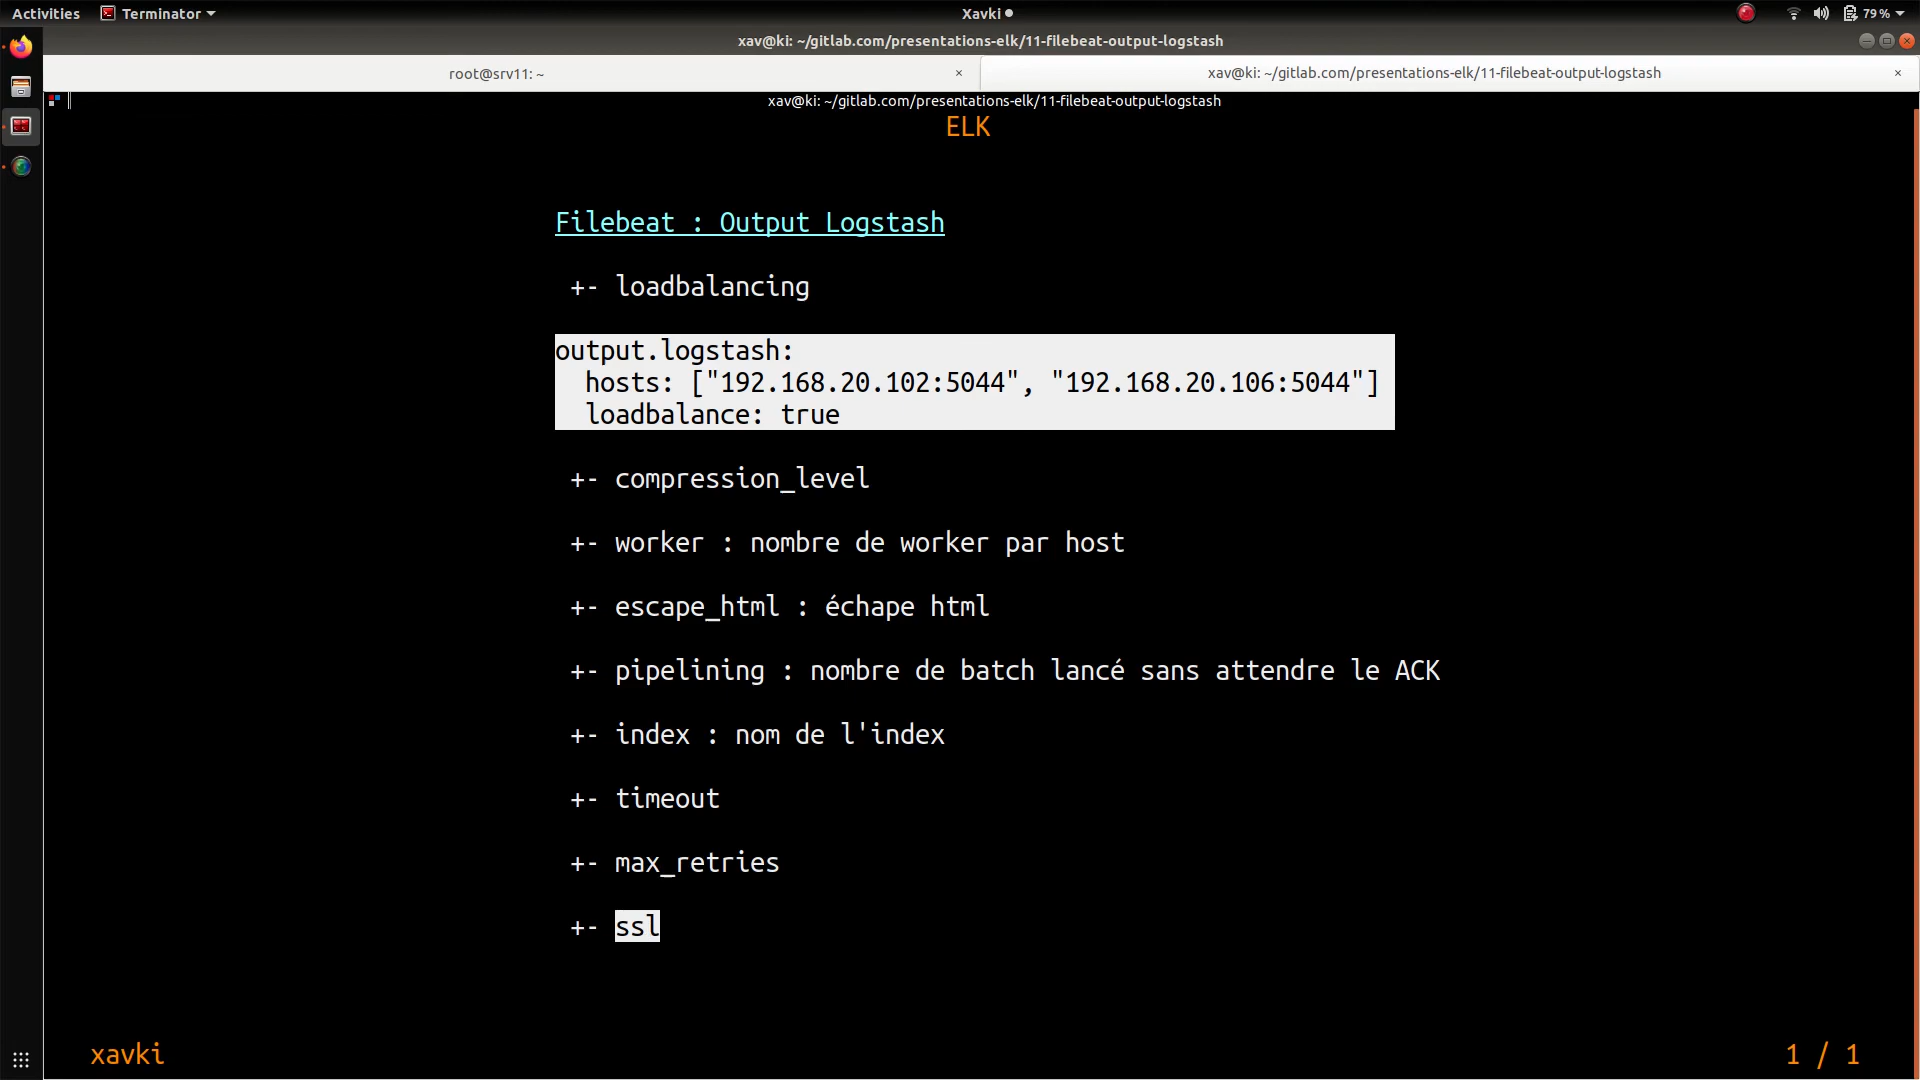 Activities
Terminator
Xavki
79 %
xav@ki: ~/gitlab.com/presentations-elk/11-filebeat-output-logstash
root@srv11: ~ ×
xav@ki: ~/gitlab.com/presentations-elk/11-filebeat-output-logstash ×
xav@ki: ~/gitlab.com/presentations-elk/11-filebeat-output-logstash
ELK
Filebeat : Output Logstash
+- loadbalancing
output.logstash:
  hosts: ["192.168.20.102:5044", "192.168.20.106:5044"]
  loadbalance: true
+- compression_level
+- worker : nombre de worker par host
+- escape_html : échape html
+- pipelining : nombre de batch lancé sans attendre le ACK
+- index : nom de l'index
+- timeout
+- max_retries
+- ssl
xavki
1 / 1